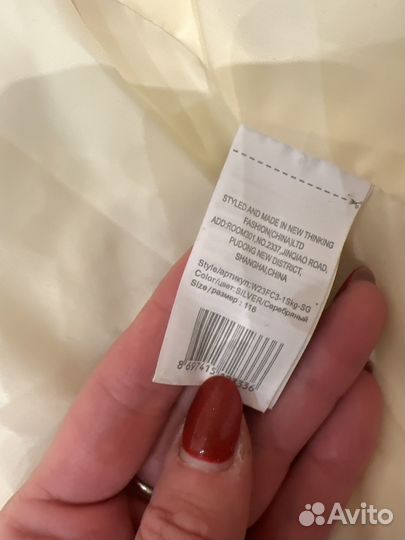 STYLED AND MADE IN NEW THINKING
FASHION(CHINA)LTD
ADD:ROOM301,NO.2337,JINQIAO ROAD,
PUDONG NEW DISTRICT,
SHANGHAI,CHINA
Style/артикул:W23FC3-1Skg-SG
Color/цвет:SILVER/Серебряный
Size/размер : 116
Avito